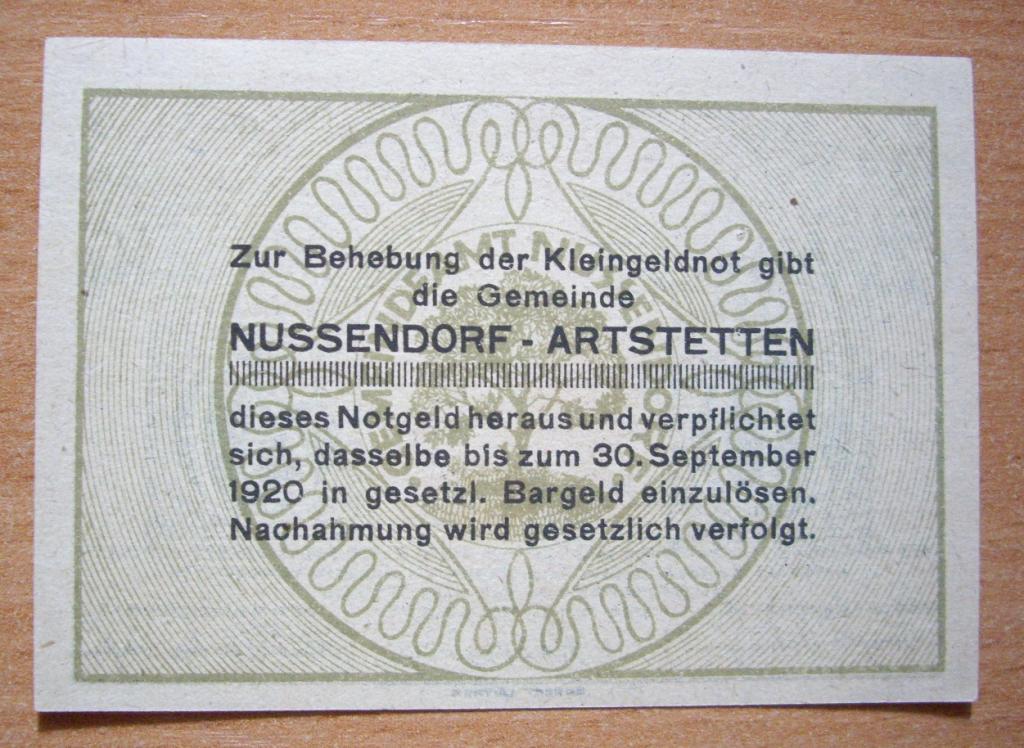 Zur Behebung der Kleingeldnot gibt
die Gemeinde
NUSSENDORF - ARTSTETTEN
dieses Notgeld heraus und verpflichtet
sich, dasselbe bis zum 30. September
1920 in gesetzl. Bargeld einzulösen.
Nachahmung wird gesetzlich verfolgt.